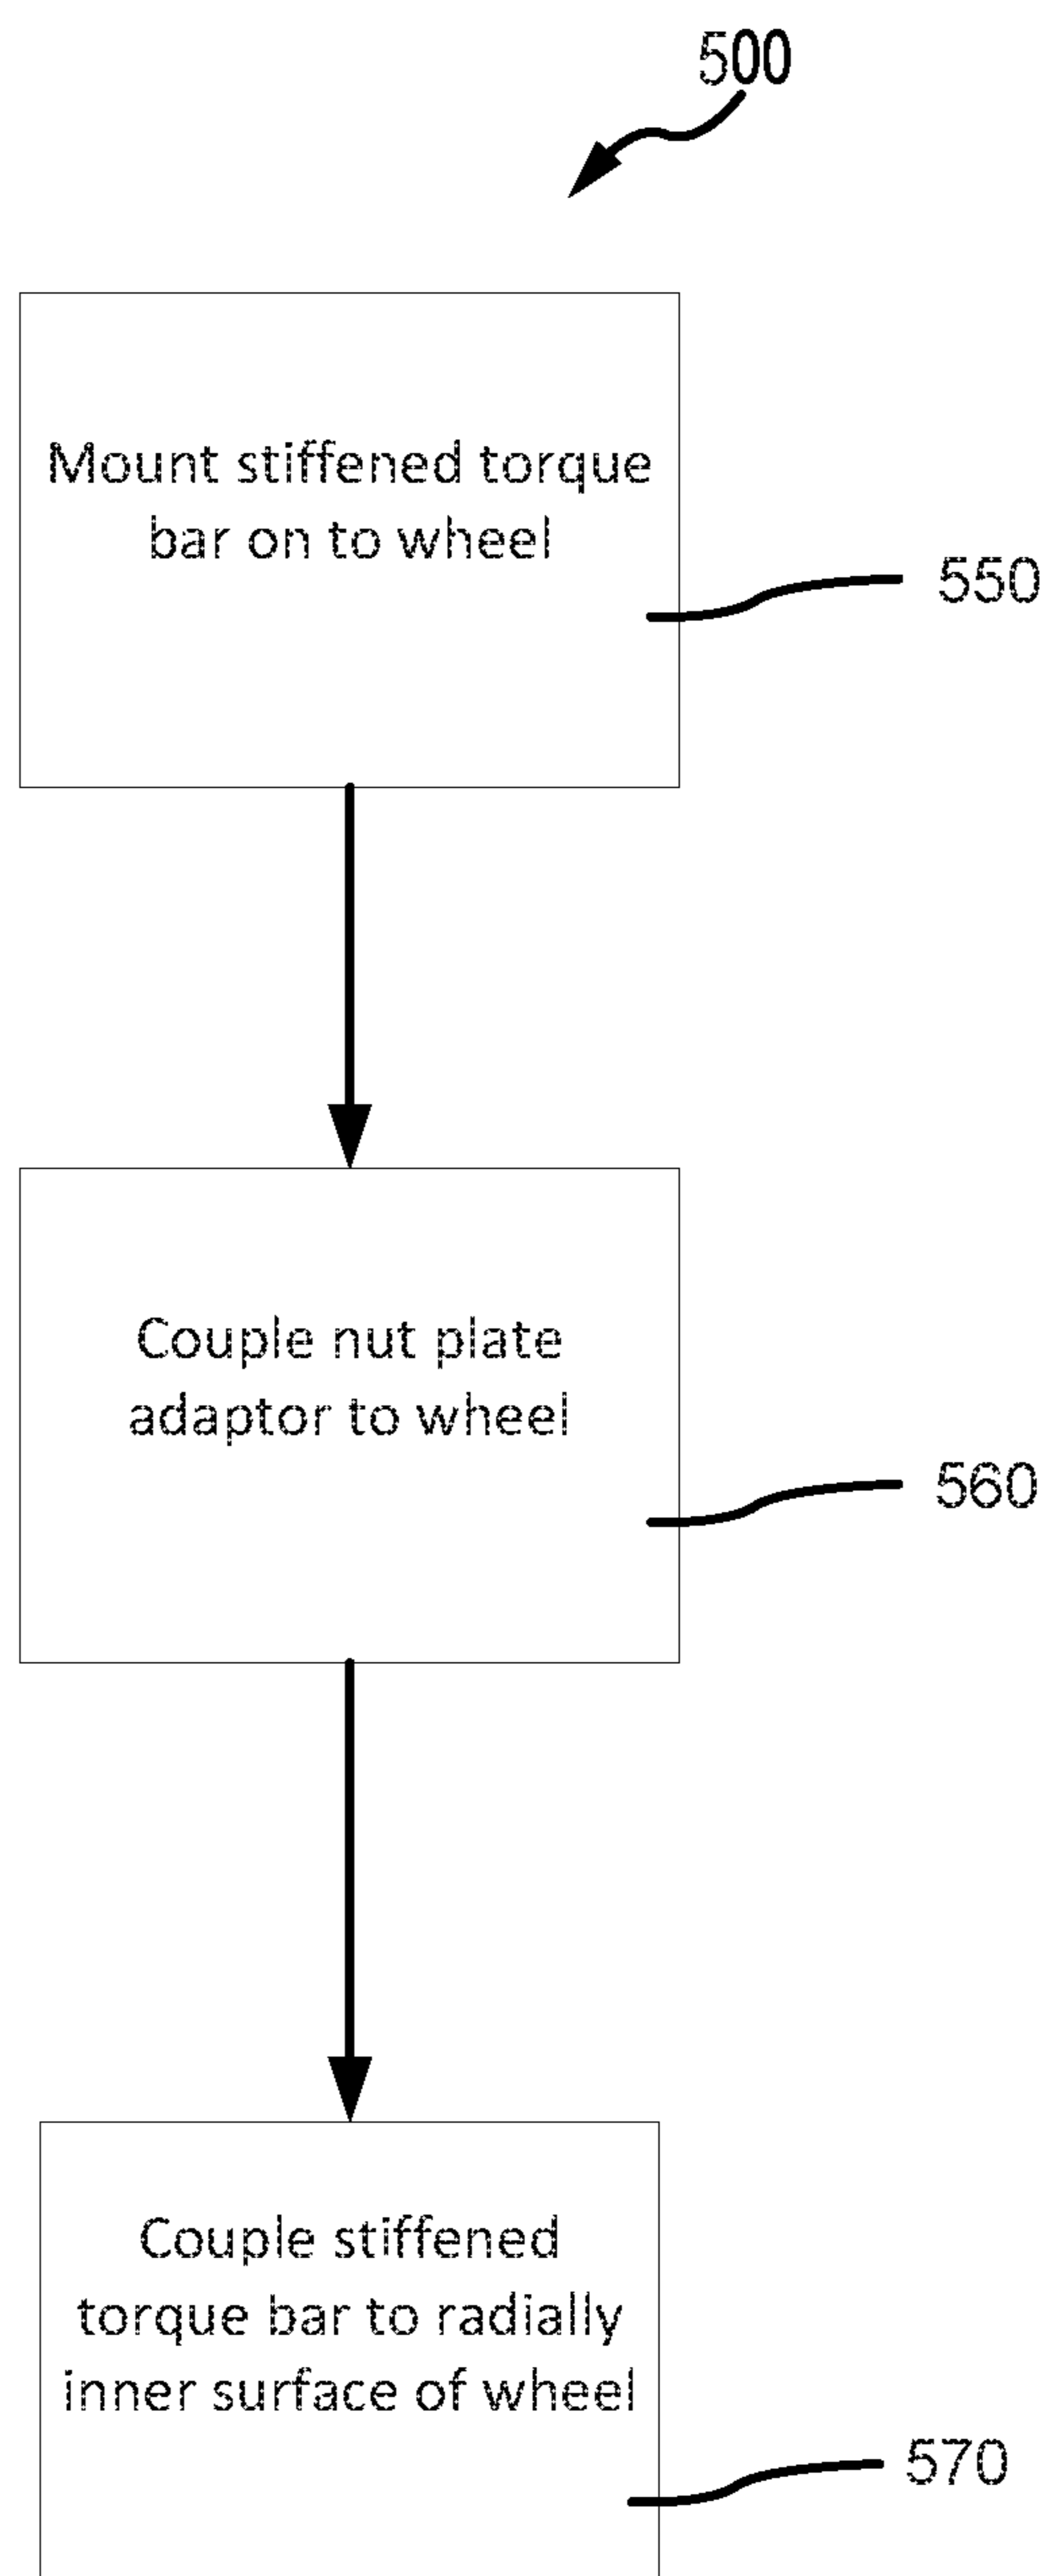 500
Mount stiffened torque
bar on to wheel
550
Couple nut plate
adaptor to wheel
560
Couple stiffened
torque bar to radially
inner surface of wheel
570